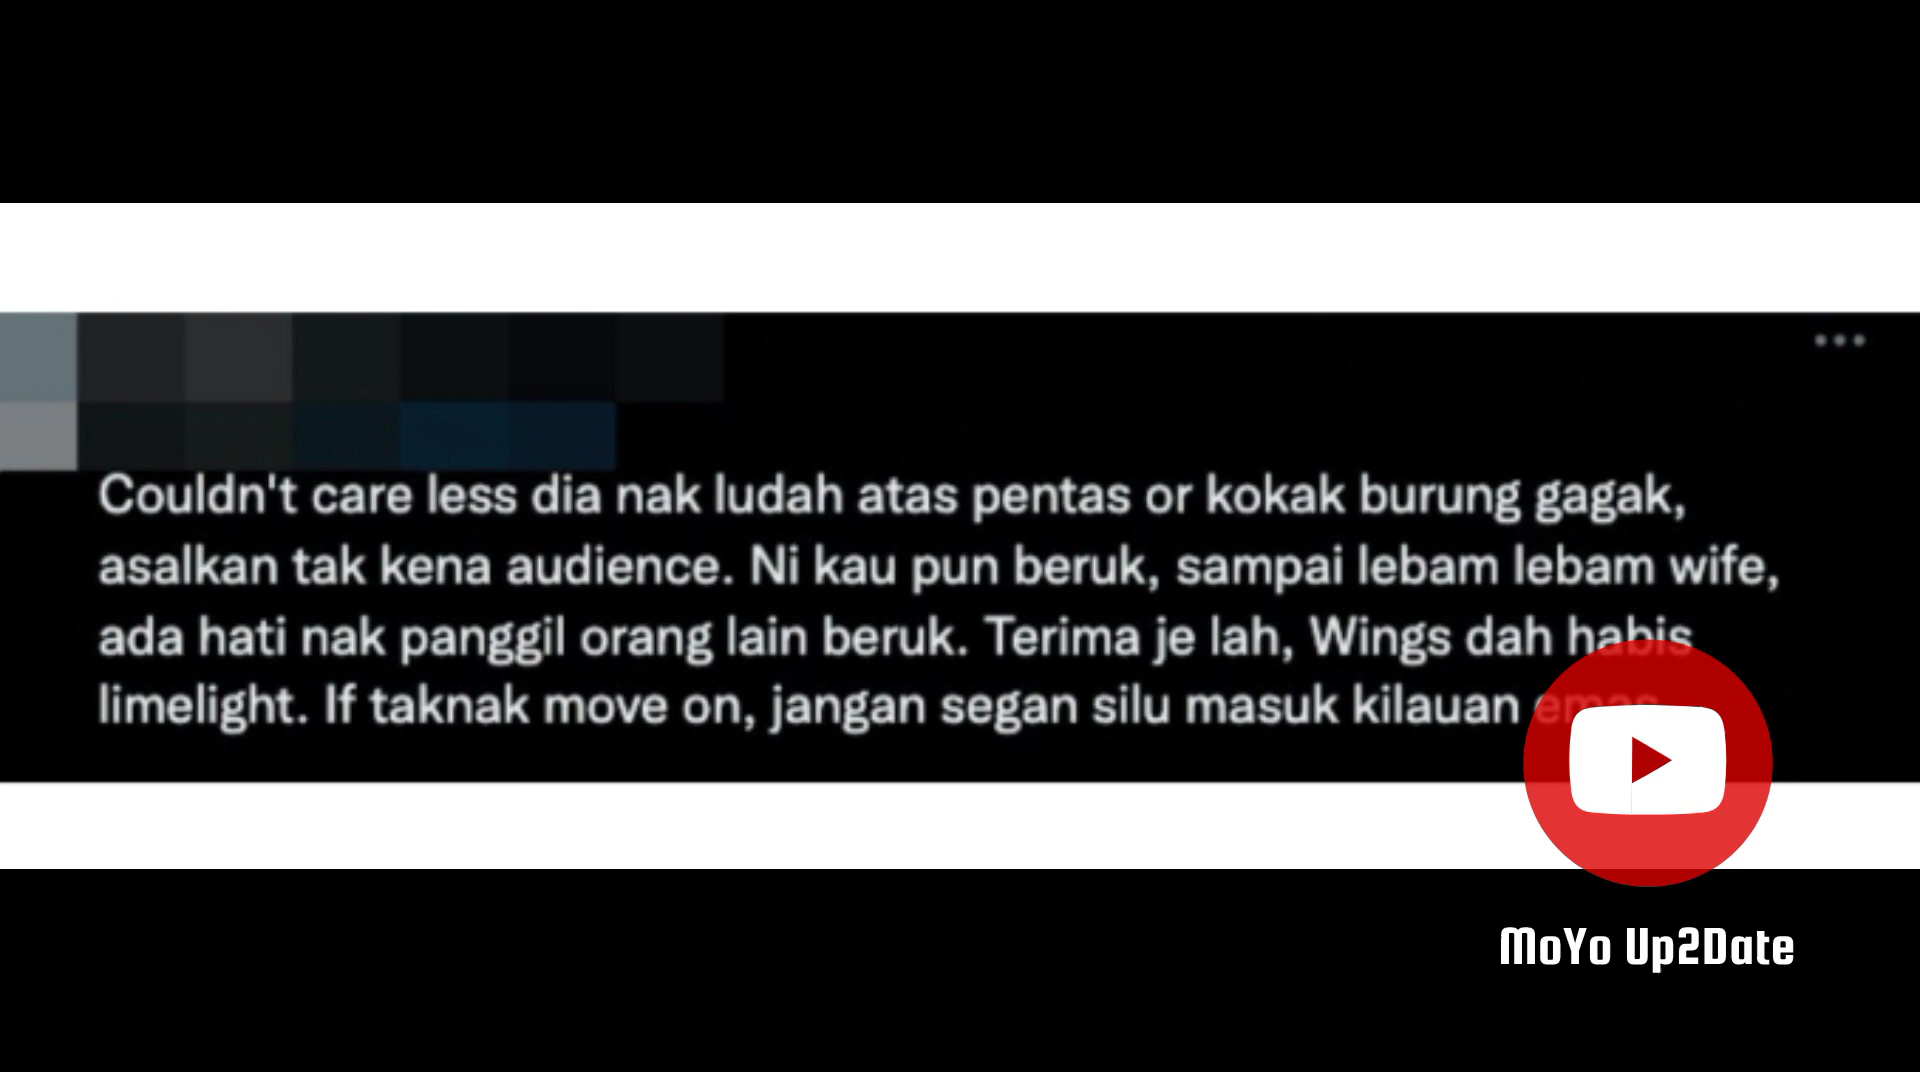 Couldn't care less dia nak ludah atas pentas or kokak burung gagak,
asalkan tak kena audience. Ni kau pun beruk, sampai lebam lebam wife,
ada hati nak panggil orang lain beruk. Terima je lah, Wings dah habis
limelight. If taknak move on, jangan segan silu masuk kilauan emas.
MoYo Up2Date